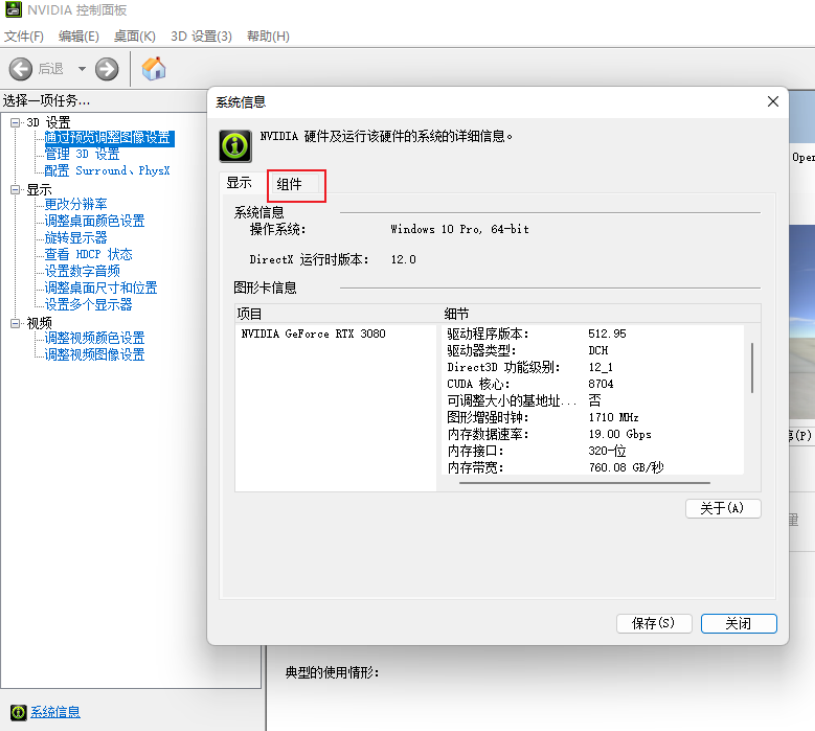 NVIDIA 控制面板
文件(F) 编辑(E) 桌面(K) 3D 设置(3) 帮助(H)
后退
选择一项任务...
3D 设置
通过预览调整图像设置
管理 3D 设置
配置 Surround、PhysX
显示
更改分辨率
调整桌面颜色设置
旋转显示器
查看 HDCP 状态
设置数字音频
调整桌面尺寸和位置
设置多个显示器
视频
调整视频颜色设置
调整视频图像设置
系统信息
系统信息
NVIDIA 硬件及运行该硬件的系统的详细信息。
显示 组件
系统信息
操作系统: Windows 10 Pro, 64-bit
DirectX 运行时版本: 12.0
图形卡信息
项目 细节
NVIDIA GeForce RTX 3080
驱动程序版本: 512.95
驱动器类型: DCH
Direct3D 功能级别: 12_1
CUDA 核心: 8704
可调整大小的基地址... 否
图形增强时钟: 1710 MHz
内存数据速率: 19.00 Gbps
内存接口: 320-位
内存带宽: 760.08 GB/秒
关于(A)
保存(S) 关闭
Oper
(P)
典型的使用情形: